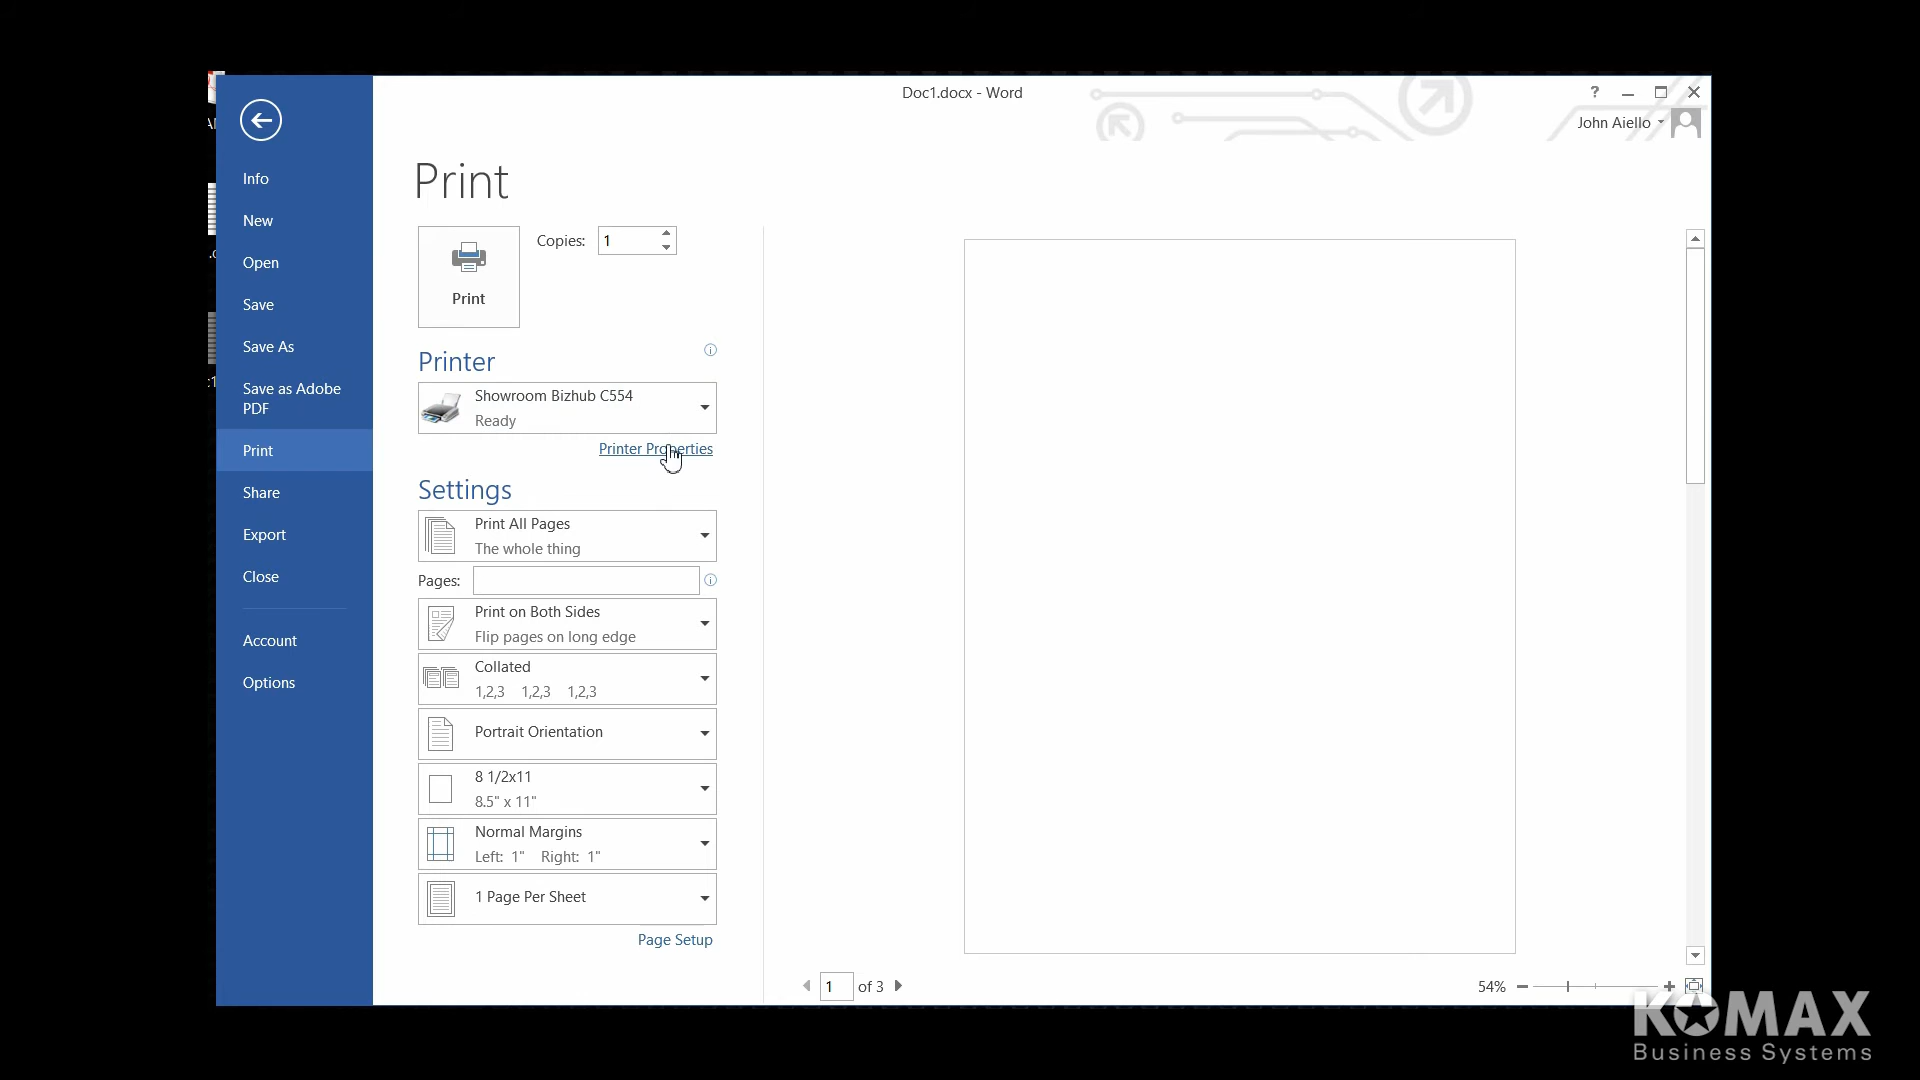 Doc1.docx - Word
?
John Aiello
Info
New
Open
Save
Save As
Save as Adobe
PDF
Print
Share
Export
Close
Account
Options
Print
Print
Copies: 1
Printer
Showroom Bizhub C554
Ready
Printer Properties
Settings
Print All Pages
The whole thing
Pages:
Print on Both Sides
Flip pages on long edge
Collated
1,2,3 1,2,3 1,2,3
Portrait Orientation
8 1/2x11
8.5" x 11"
Normal Margins
Left: 1" Right: 1"
1 Page Per Sheet
Page Setup
1 of 3
54%
KOMAX
Business Systems